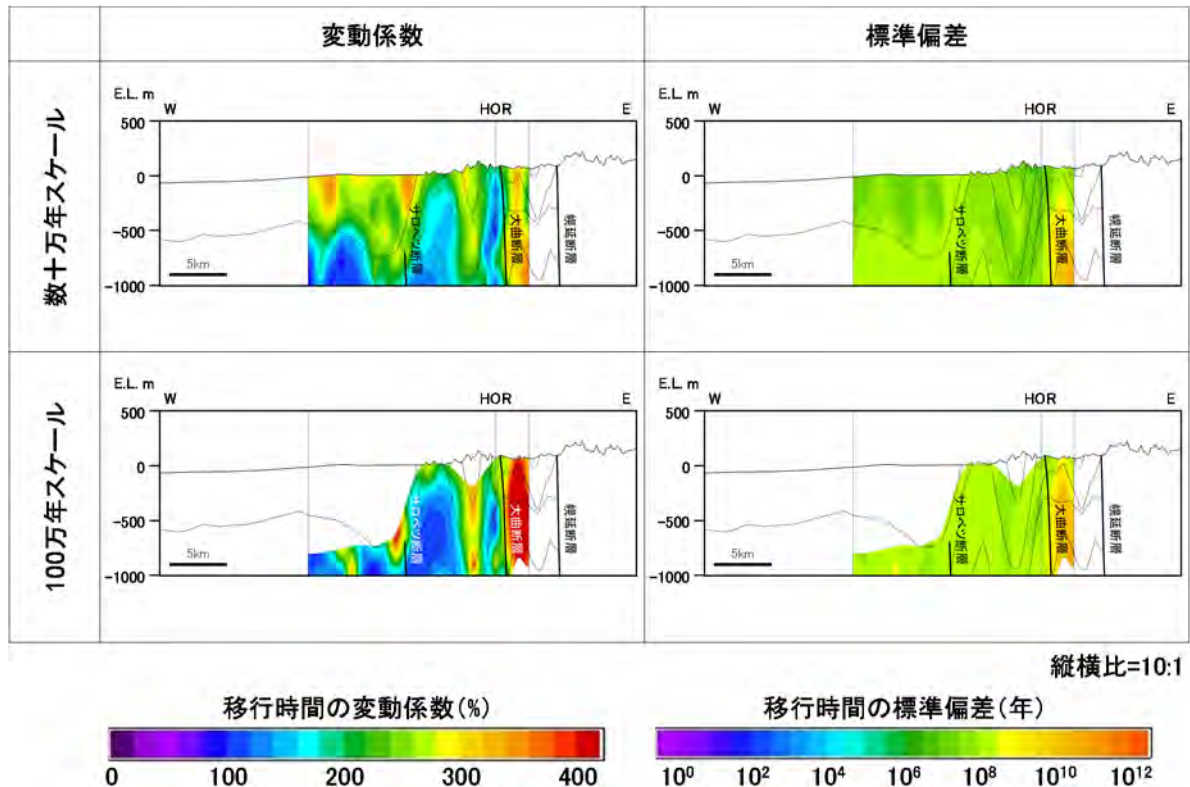 変動係数
標準偏差
数十万年スケール
E.L. m
W
HOR
E
500
0
-500
-1000
5km
サロベツ断層
大曲断層
幌延断層
E.L. m
W
HOR
E
500
0
-500
-1000
5km
サロベツ断層
大曲断層
幌延断層
100万年スケール
E.L. m
W
HOR
E
500
0
-500
-1000
5km
サロベツ断層
大曲断層
幌延断層
E.L. m
W
HOR
E
500
0
-500
-1000
5km
サロベツ断層
大曲断層
幌延断層
縦横比=10:1
移行時間の変動係数(%)
0 100 200 300 400
移行時間の標準偏差(年)
10⁰ 10² 10⁴ 10⁶ 10⁸ 10¹⁰ 10¹²